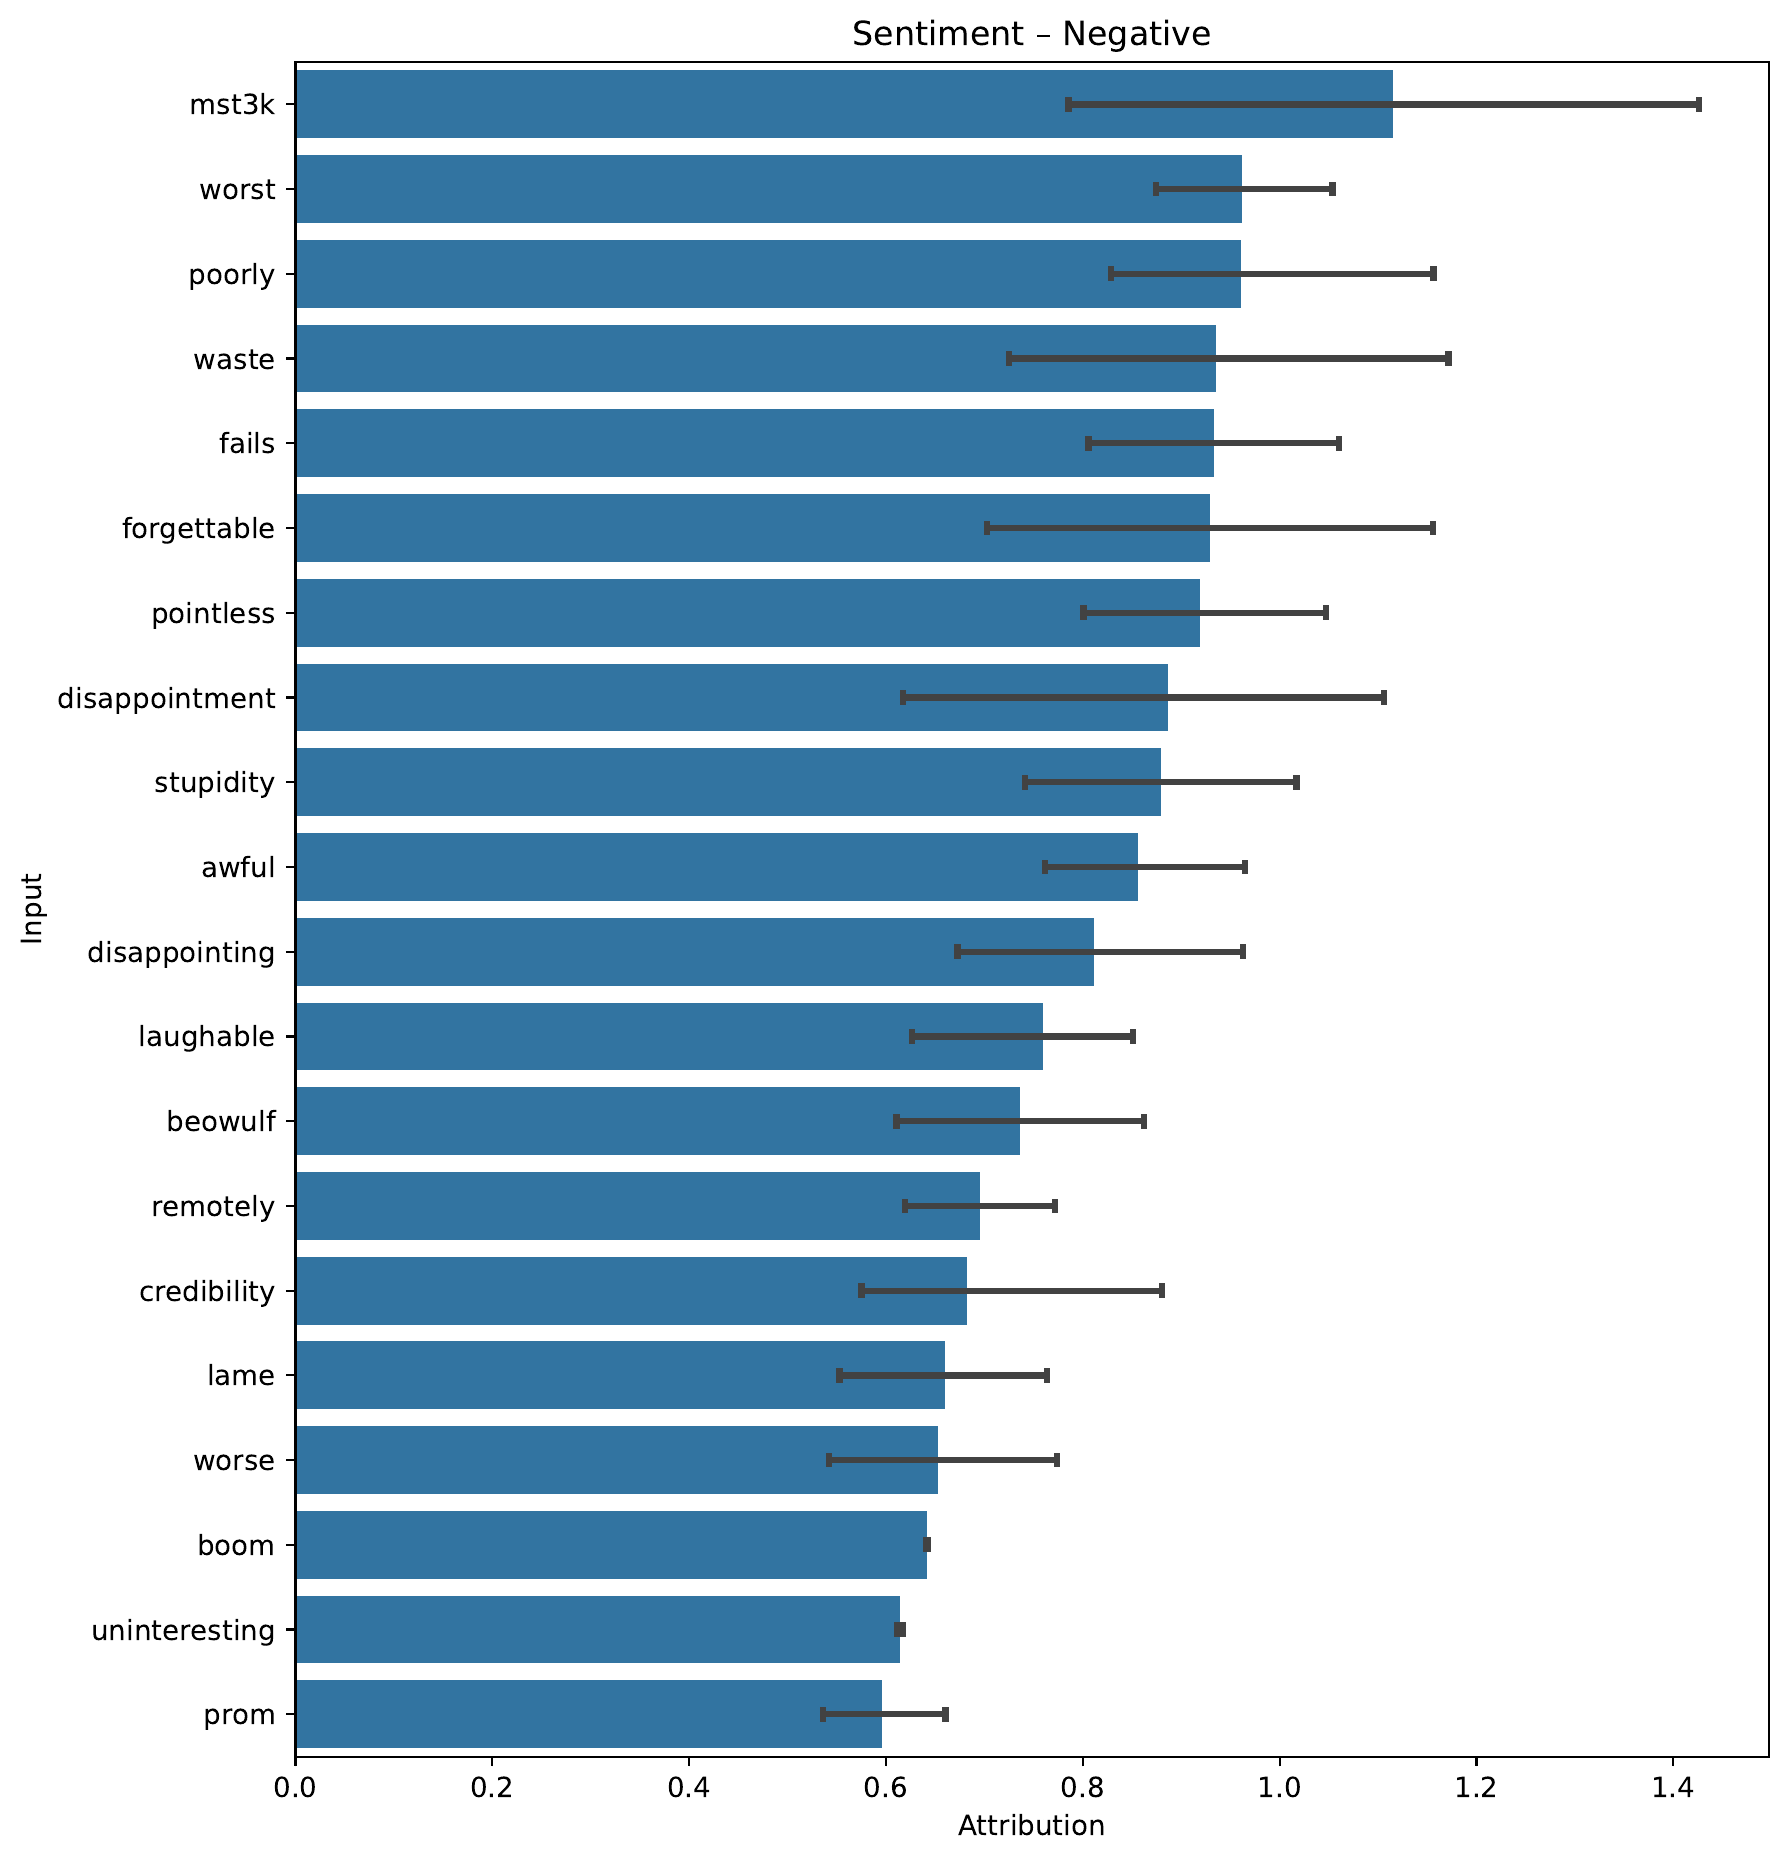 Sentiment – Negative
mst3k
worst
poorly
waste
fails
forgettable
pointless
disappointment
stupidity
awful
disappointing
laughable
beowulf
remotely
credibility
lame
worse
boom
uninteresting
prom
Input
0.0 0.2 0.4 0.6 0.8 1.0 1.2 1.4
Attribution